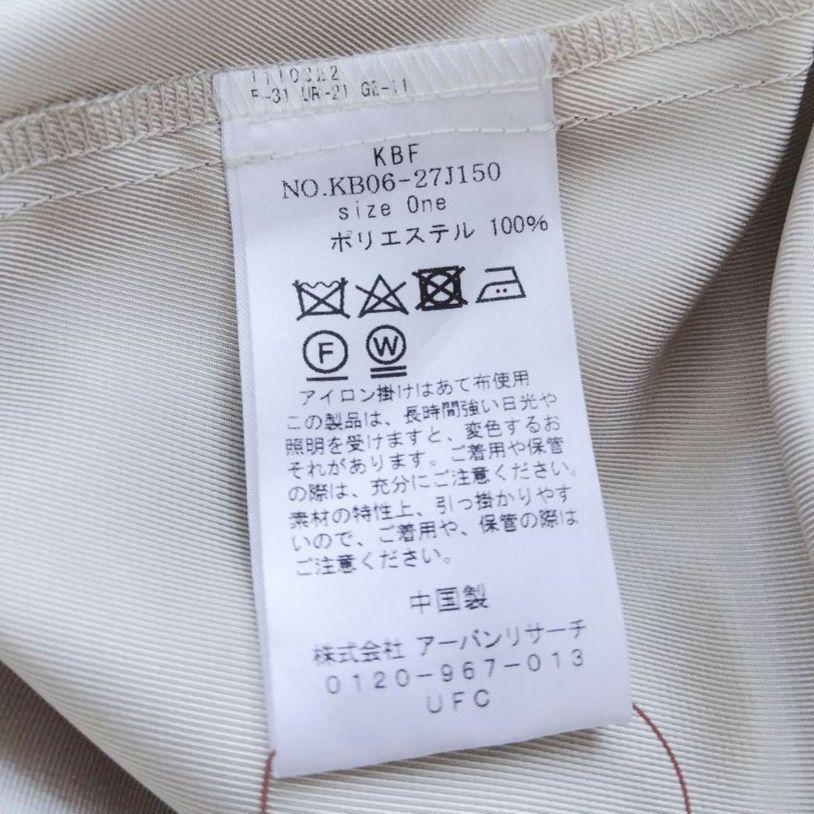 KBF
NO.KB06-27J150
size One
ポリエステル 100%
F
W
アイロン掛けはあて布使用
この製品は、長時間強い日光や
照明を受けますと、変色するお
それがあります。ご着用や保管
の際は、充分にご注意ください。
素材の特性上、引っ掛かりやす
いので、ご着用や、保管の際は
ご注意ください。
中国製
株式会社 アーバンリサーチ
0120-967-013
UFC